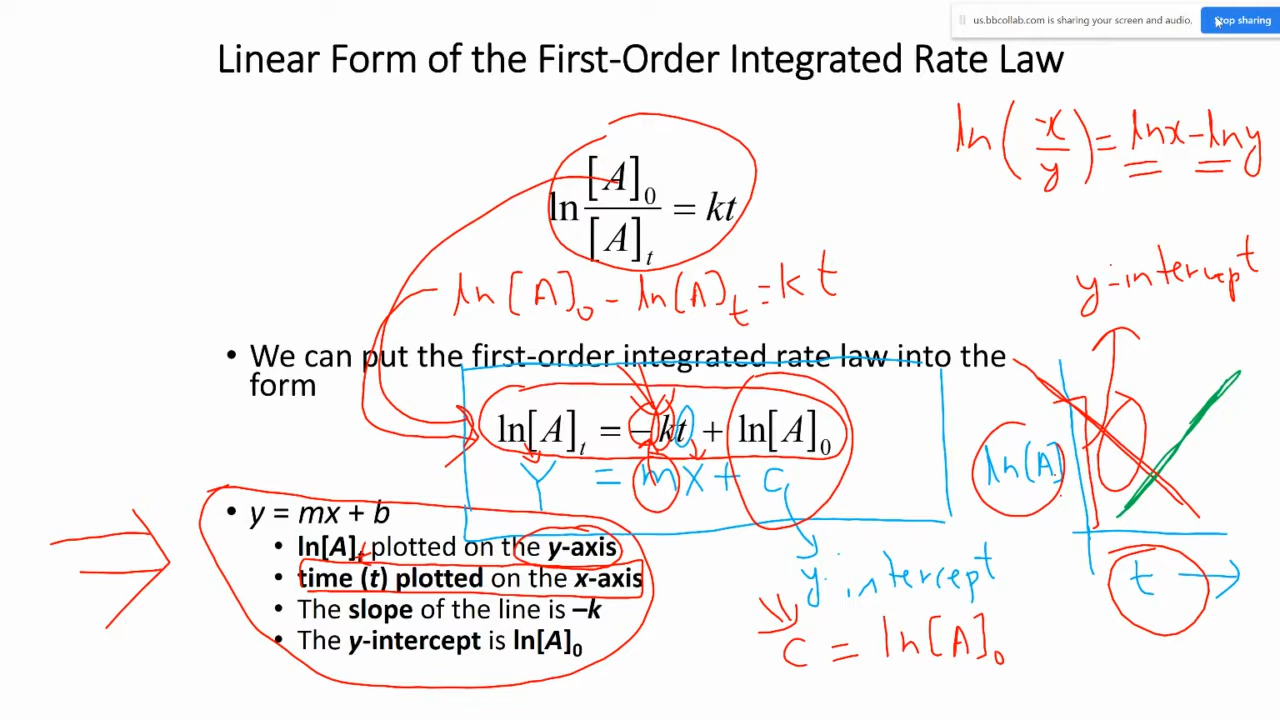 us.bbcollab.com is sharing your screen and audio.
Stop sharing
Linear Form of the First-Order Integrated Rate Law
ln [A]₀ / [A]ₜ = kt
ln(x/y) = ln x - ln y
ln[A]₀ - ln[A]ₜ = kt
y-intercept
• We can put the first-order integrated rate law into the
form
ln[A]ₜ = -kt + ln[A]₀
Y = mX + C
ln[A]
• y = mx + b
• ln[A]ₜ plotted on the y-axis
• time (t) plotted on the x-axis
• The slope of the line is –k
• The y-intercept is ln[A]₀
y-intercept
t
C = ln[A]₀